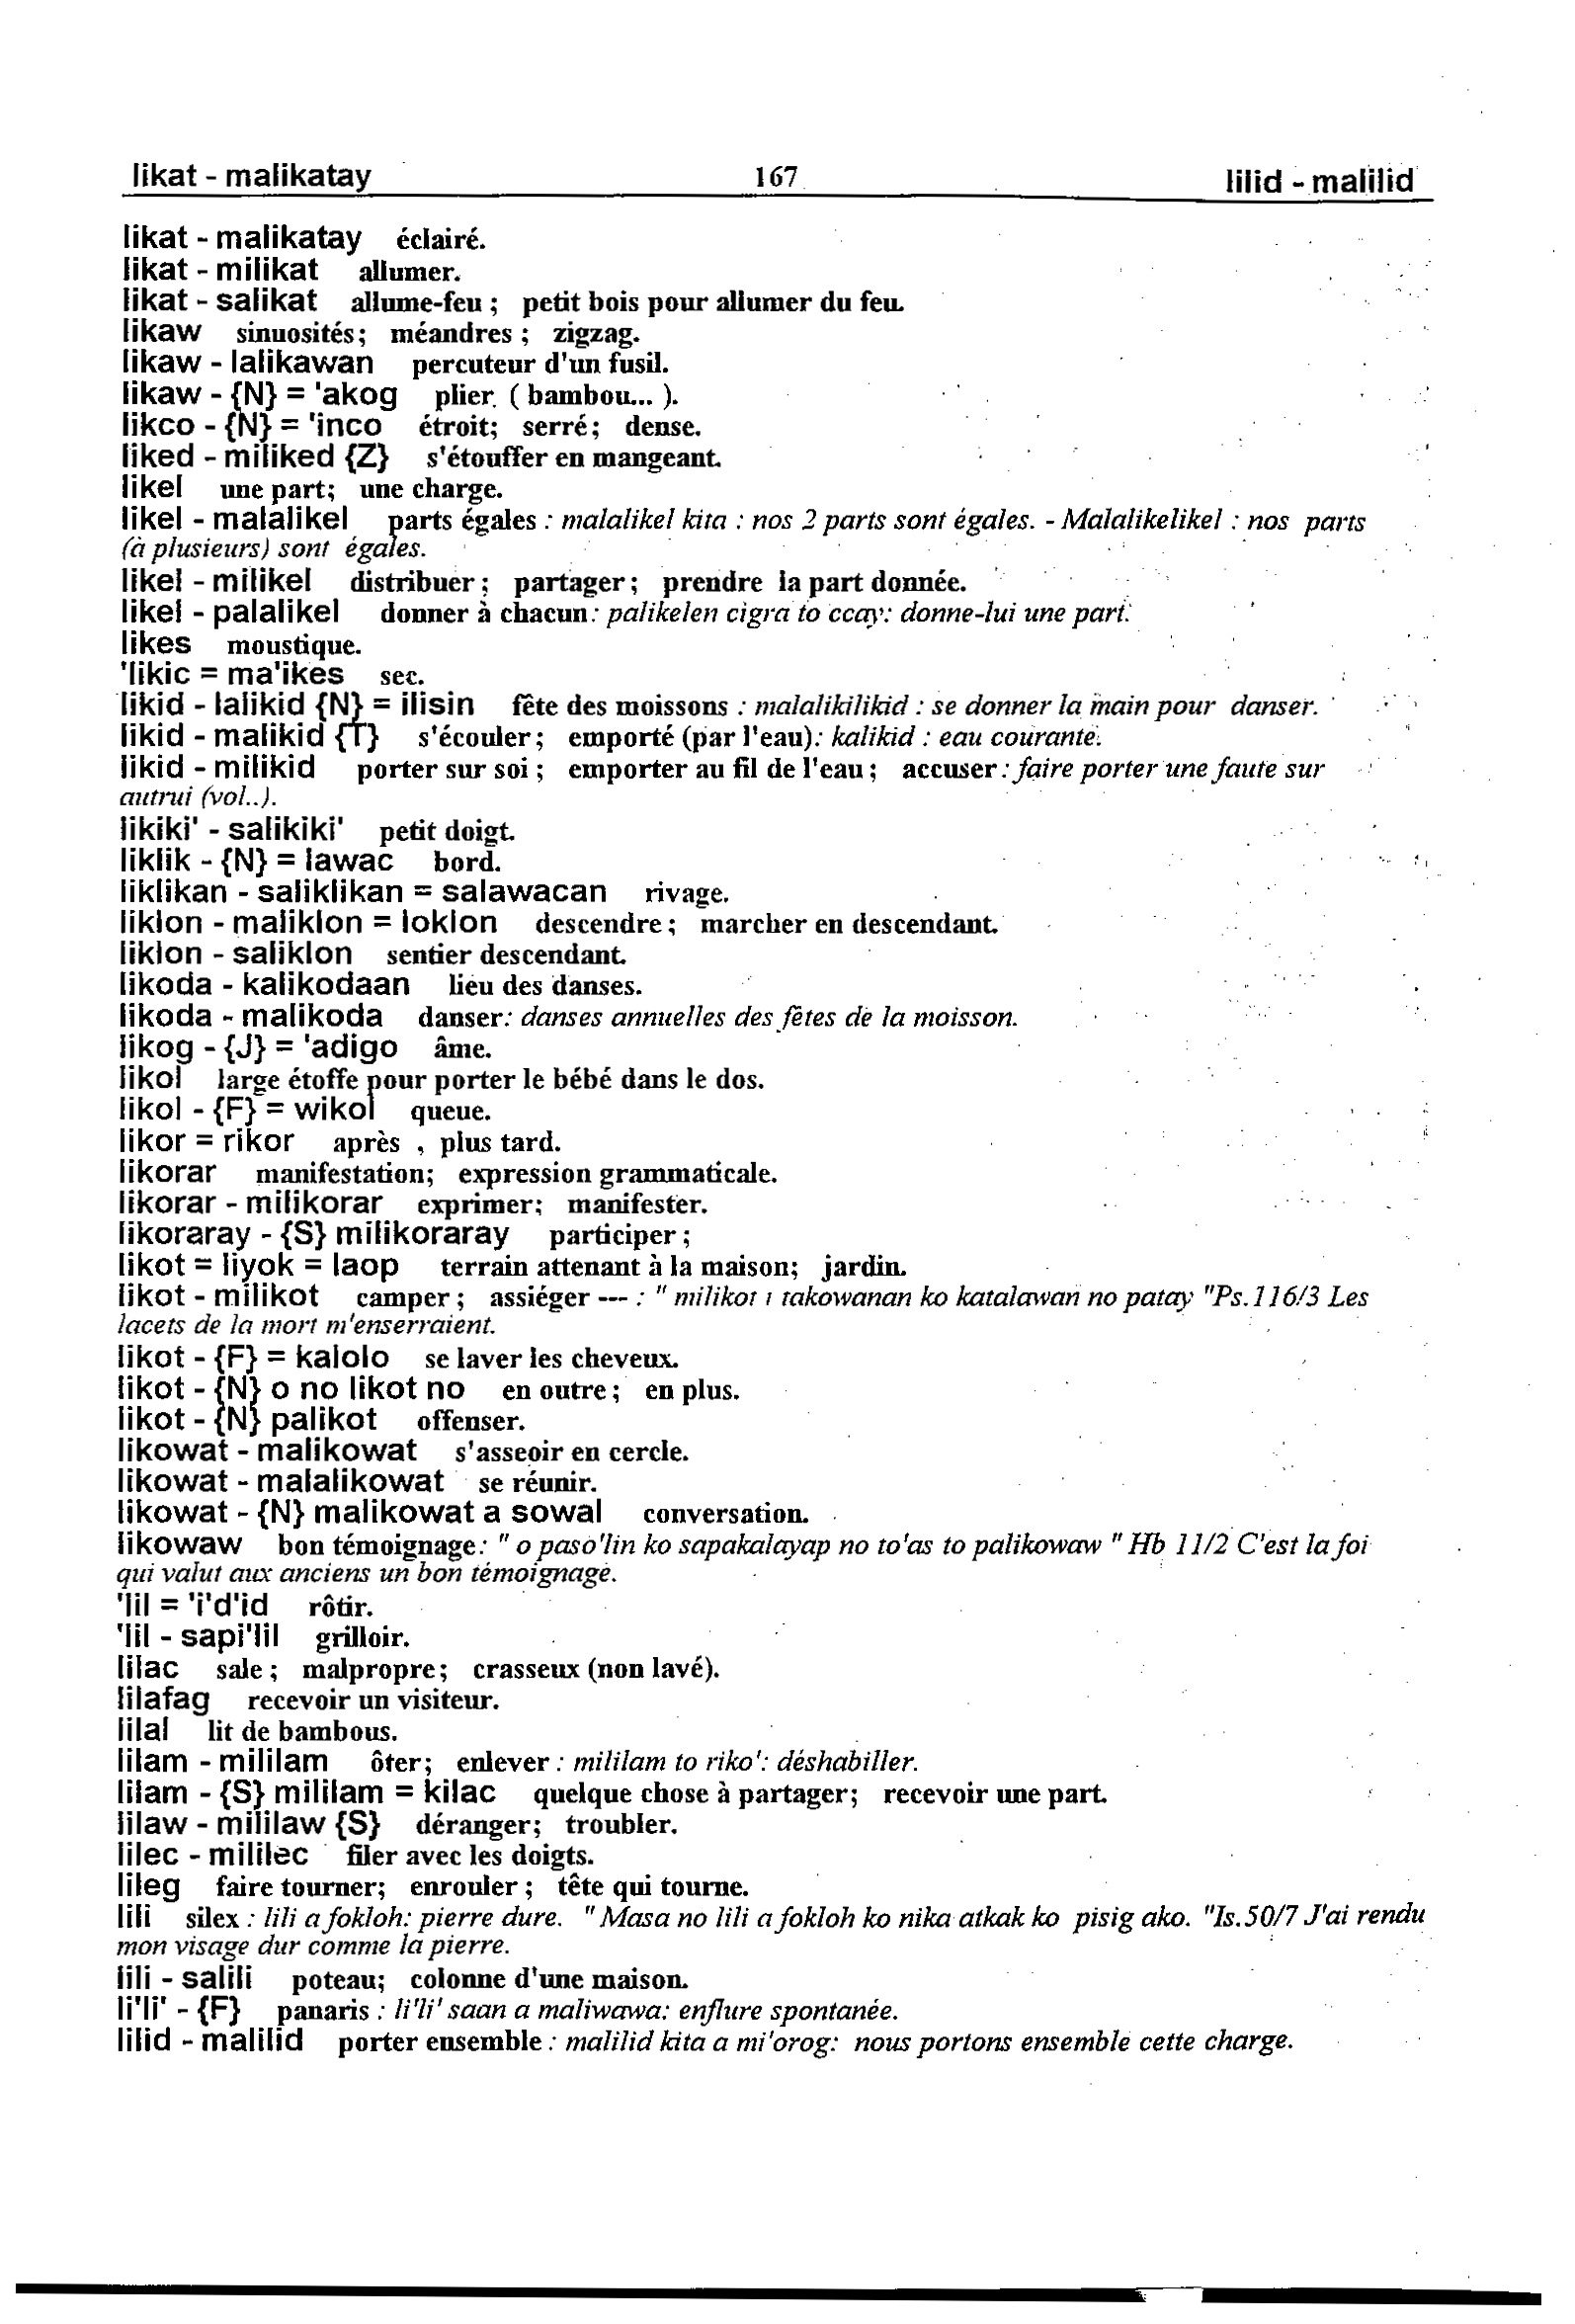 likat - malikatay 167 lilid - malilid
likat - malikatay éclairé.
likat - milikat allumer.
likat - salikat allume-feu ; petit bois pour allumer du feu.
likaw sinuosités; méandres ; zigzag.
likaw - lalikawan percuteur d'un fusil.
likaw - {N} = 'akog plier. ( bambou... ).
likco - {N} = 'inco étroit; serré; dense.
liked - miliked {Z} s'étouffer en mangeant.
likel une part; une charge.
likel - malalikel parts égales : malalikel kita : nos 2 parts sont égales. - Malalikelikel : nos parts
(à plusieurs) sont égales.
likel - milikel distribuer ; partager ; prendre la part donnée.
likel - palalikel donner à chacun : palikelen cigra to ccay: donne-lui une part.
likes moustique.
'likic = ma'ikes sec.
likid - lalikid {N} = ilisin fête des moissons : malalikilikid : se donner la main pour danser.
likid - malikid {T} s'écouler ; emporté (par l'eau): kalikid : eau courante.
likid - milikid porter sur soi ; emporter au fil de l'eau ; accuser : faire porter une faute sur
autrui (vol..).
likiki' - salikiki' petit doigt.
liklik - {N} = lawac bord.
liklikan - saliklikan = salawacan rivage.
liklon - maliklon = loklon descendre ; marcher en descendant.
liklon - saliklon sentier descendant.
likoda - kalikodaan lieu des danses.
likoda - malikoda danser: danses annuelles des fêtes de la moisson.
likog - {J} = 'adigo âme.
likol large étoffe pour porter le bébé dans le dos.
likol - {F} = wikol queue.
likor = rikor après , plus tard.
likorar manifestation; expression grammaticale.
likorar - milikorar exprimer; manifester.
likoraray - {S} milikoraray participer ;
likot = liyok = laop terrain attenant à la maison; jardin.
likot - milikot camper ; assiéger --- : " milikot i takowanan ko katalawan no patay "Ps.116/3 Les
lacets de la mort m'enserraient.
likot - {F} = kalolo se laver les cheveux.
likot - {N} o no likot no en outre ; en plus.
likot - {N} palikot offenser.
likowat - malikowat s'asseoir en cercle.
likowat - malalikowat se réunir.
likowat - {N} malikowat a sowal conversation.
likowaw bon témoignage : " o paso'lin ko sapakalayap no to'as to palikowaw " Hb 11/2 C'est la foi
qui valut aux anciens un bon témoignage.
'lil = 'i'd'id rôtir.
'lil - sapi'lil grilloir.
lilac sale ; malpropre ; crasseux (non lavé).
lilafag recevoir un visiteur.
lilal lit de bambous.
lilam - mililam ôter; enlever : mililam to riko': déshabiller.
lilam - {S} mililam = kilac quelque chose à partager; recevoir une part.
lilaw - mililaw {S} déranger; troubler.
lilec - mililec filer avec les doigts.
lileg faire tourner; enrouler ; tête qui tourne.
lili silex : lili a fokloh: pierre dure. " Masa no lili a fokloh ko nika atkak ko pisig ako. "Is.50/7 J'ai rendu
mon visage dur comme la pierre.
lili - salili poteau; colonne d'une maison.
li'li' - {F} panaris : li'li' saan a maliwawa: enflure spontanée.
lilid - malilid porter ensemble : malilid kita a mi'orog: nous portons ensemble cette charge.